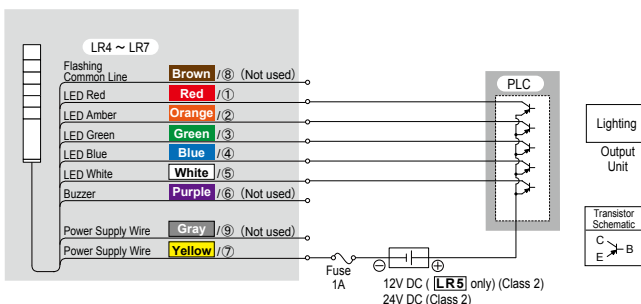 LR4 ~ LR7
Flashing
Common Line Brown /⑧ (Not used)
LED Red Red /①
LED Amber Orange /②
LED Green Green /③
LED Blue Blue /④
LED White White /⑤
Buzzer Purple /⑥ (Not used)
Power Supply Wire Gray /⑨ (Not used)
Power Supply Wire Yellow /⑦
Fuse
1A
⊖ ⊕
12V DC ( LR5 only) (Class 2)
24V DC (Class 2)
PLC
Lighting
Output
Unit
Transistor
Schematic
C
B
E